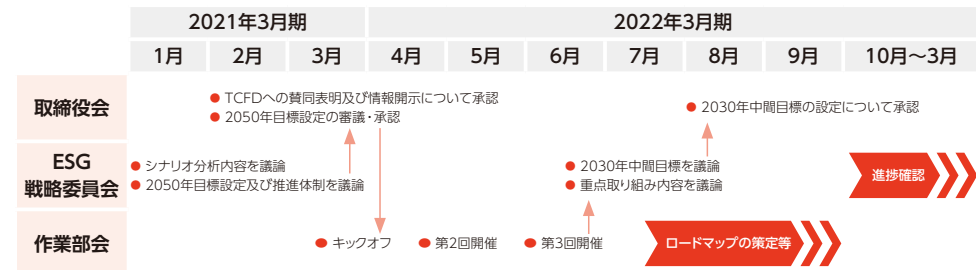 2021年3月期 2022年3月期
1月 2月 3月 4月 5月 6月 7月 8月 9月 10月～3月
取締役会
● TCFDへの賛同表明及び情報開示について承認
● 2050年目標設定の審議・承認
● 2030年中間目標の設定について承認
ESG
戦略委員会
● シナリオ分析内容を議論
● 2050年目標設定及び推進体制を議論
● 2030年中間目標を議論
● 重点取り組み内容を議論
進捗確認
作業部会
● キックオフ
● 第2回開催
● 第3回開催
ロードマップの策定等